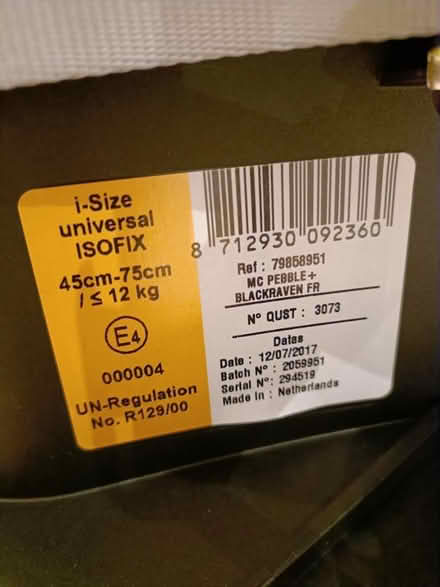 i-Size
universal
ISOFIX
45cm-75cm
/ ≤ 12 kg
E4
000004
UN-Regulation
No. R129/00
8 712930 092360
Ref : 79858951
MC PEBBLE+
BLACKRAVEN FR
N° QUST : 3073
Datas
Date : 12/07/2017
Batch N° : 2059951
Serial N°: 294519
Made in : Netherlands